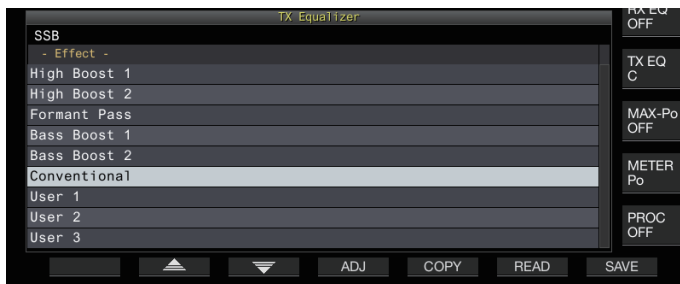 TX Equalizer
SSB
- Effect -
High Boost 1
High Boost 2
Formant Pass
Bass Boost 1
Bass Boost 2
Conventional
User 1
User 2
User 3
RX EQ
OFF
TX EQ
C
MAX-Po
OFF
METER
Po
PROC
OFF
ADJ
COPY
READ
SAVE